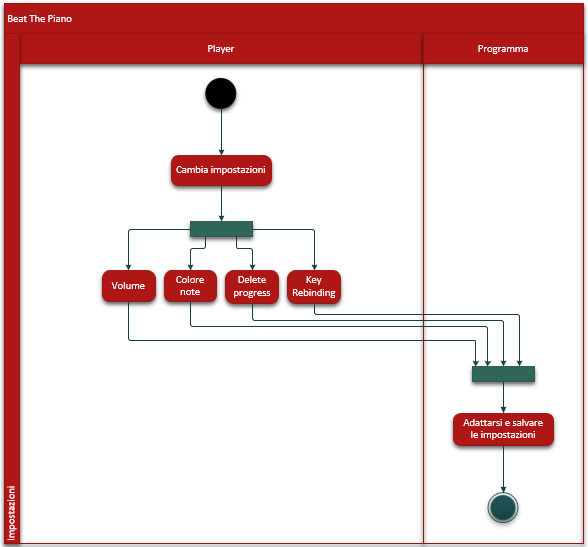 Beat The Piano
Player
Programma
Cambia impostazioni
Volume
Colore
note
Delete
progress
Key
Rebinding
Adattarsi e salvare
le impostazioni
Impostazioni